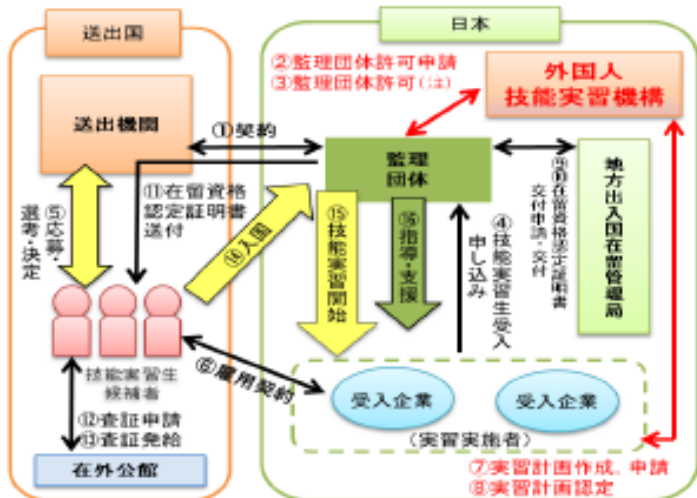 送出国
日本
②監理団体許可申請
③監理団体許可(注)
外国人
技能実習機構
送出機関
①契約
監理
団体
⑨⑩在留資格認定証明書
交付申請・交付
地方出入国在留管理局
⑤応募・
選考・決定
⑪在留資格
認定証明書
送付
⑭入国
⑮技能実習開始
⑯指導・支援
④技能実習生受入
申し込み
技能実習生
候補者
⑥雇用契約
受入企業
受入企業
(実習実施者)
⑫査証申請
⑬査証発給
在外公館
⑦実習計画作成、申請
⑧実習計画認定